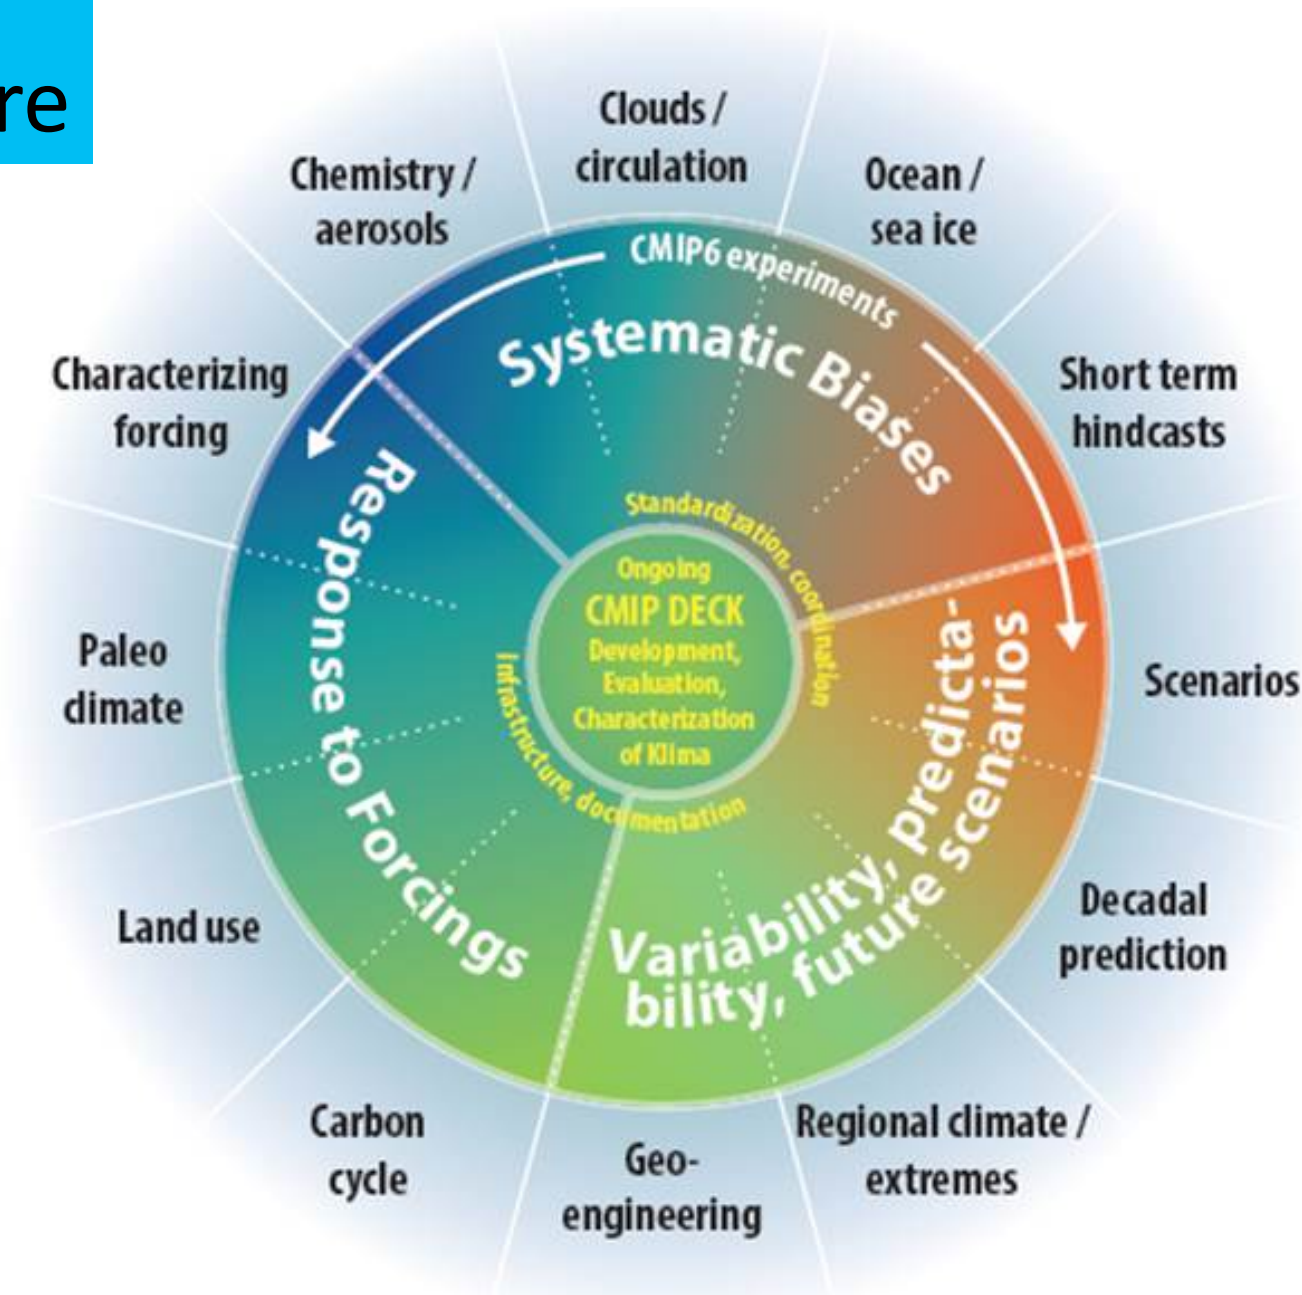 re
Clouds /
circulation
Ocean /
sea ice
Short term
hindcasts
Scenarios
Decadal
prediction
Regional climate /
extremes
Geo-
engineering
Carbon
cycle
Land use
Paleo
climate
Characterizing
forcing
Chemistry /
aerosols
CMIP6 experiments
Systematic Biases
Variability, predicta-
bility, future scenarios
Response to Forcings
Standardization, coordination
Infrastructure, documentation
Ongoing
CMIP DECK
Development,
Evaluation,
Characterization
of Klima